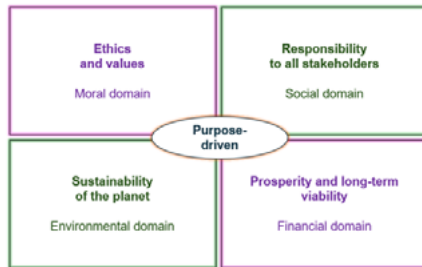 Ethics
and values
Moral domain
Responsibility
to all stakeholders
Social domain
Purpose-
driven
Sustainability
of the planet
Environmental domain
Prosperity and long-term
viability
Financial domain